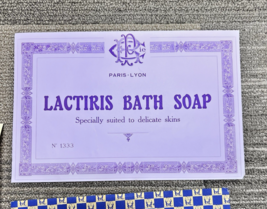 PARIS-LYON
LACTIRIS BATH SOAP
Specially suited to delicate skins